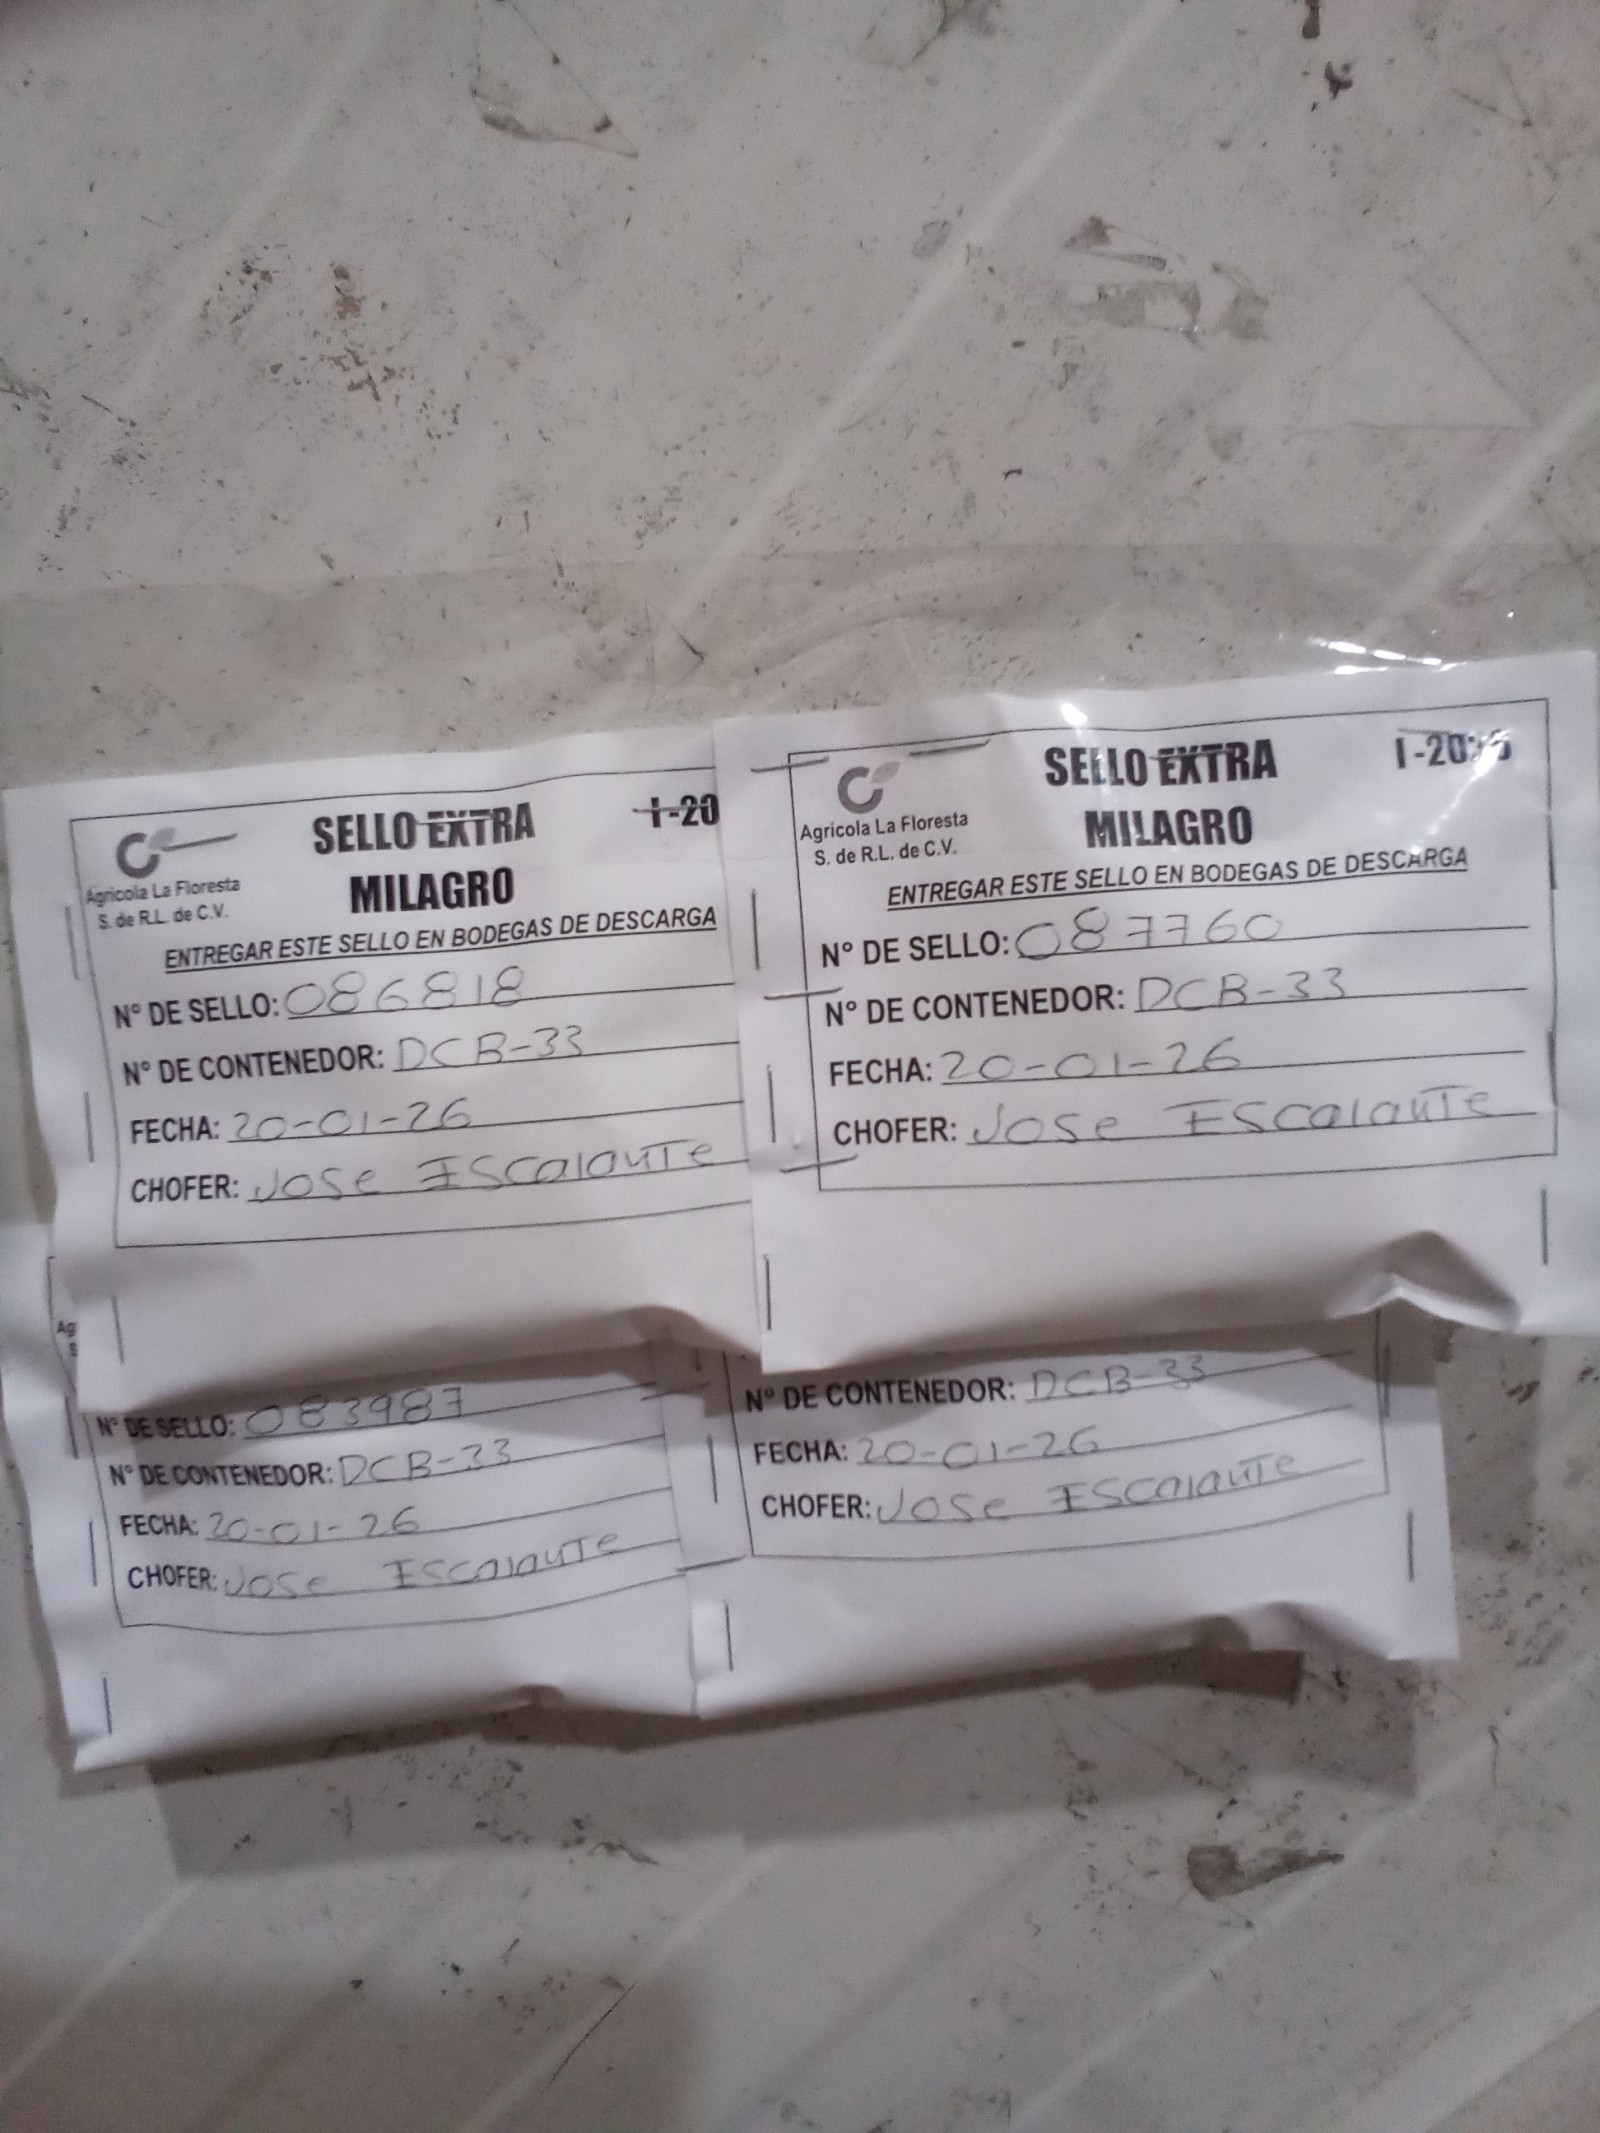 Agricola La Floresta
S. de R.L. de C.V.
SELLO EXTRA
MILAGRO
I-20
ENTREGAR ESTE SELLO EN BODEGAS DE DESCARGA
N° DE SELLO: 086818
N° DE CONTENEDOR: DCB-33
FECHA: 20-01-26
CHOFER: Jose Escalante
Agricola La Floresta
S. de R.L. de C.V.
SELLO EXTRA
MILAGRO
ENTREGAR ESTE SELLO EN BODEGAS DE DESCARGA
N° DE SELLO: 087760
N° DE CONTENEDOR: DCB-33
FECHA: 20-01-26
CHOFER: Jose Escalante
Ag
S
N° DE SELLO: 083987
N° DE CONTENEDOR: DCB-33
FECHA: 20-01-26
CHOFER: Jose Escalante
N° DE CONTENEDOR: DCB-33
FECHA: 20-01-26
CHOFER: Jose Escalante